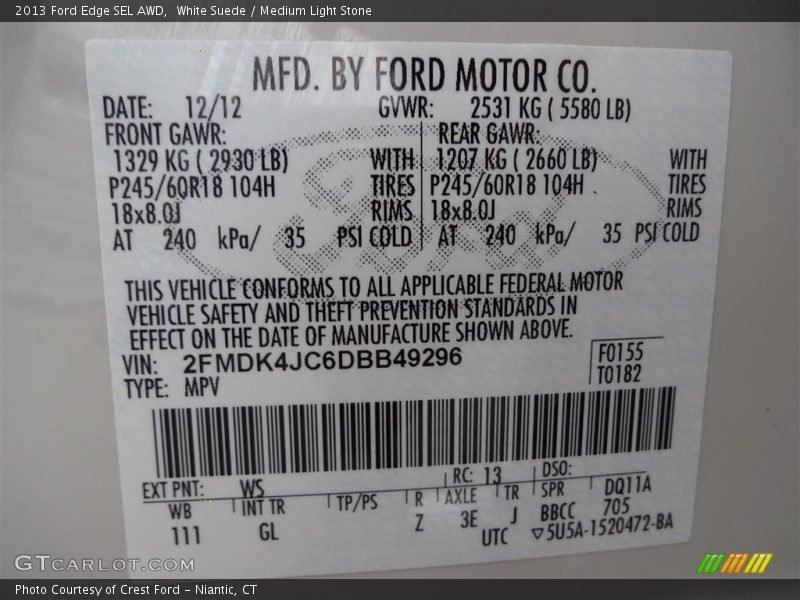 2013 Ford Edge SEL AWD,  White Suede / Medium Light Stone
MFD. BY FORD MOTOR CO.
DATE: 12/12 GVWR: 2531 KG ( 5580 LB)
FRONT GAWR: REAR GAWR:
1329 KG ( 2930 LB) WITH 1207 KG ( 2660 LB) WITH
P245/60R18 104H TIRES P245/60R18 104H TIRES
18x8.0J RIMS 18x8.0J RIMS
AT 240 kPa/ 35 PSI COLD AT 240 kPa/ 35 PSI COLD
THIS VEHICLE CONFORMS TO ALL APPLICABLE FEDERAL MOTOR
VEHICLE SAFETY AND THEFT PREVENTION STANDARDS IN
EFFECT ON THE DATE OF MANUFACTURE SHOWN ABOVE.
VIN: 2FMDK4JC6DBB49296 F0155
TYPE: MPV T0182
EXT PNT: WS RC: 13 DSO:
WB INT TR TP/PS R AXLE TR SPR DQ11A
111 GL Z 3E J BBCC 705
UTC ▽5U5A-1520472-BA
GTCARLOT.COM
Photo Courtesy of Crest Ford – Niantic, CT